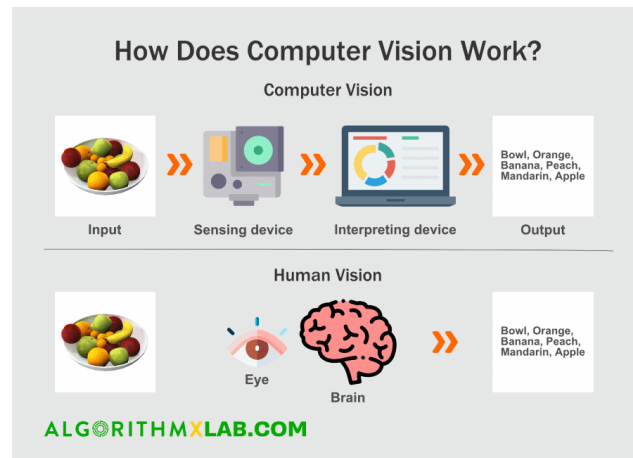 How Does Computer Vision Work?
Computer Vision
Bowl, Orange,
Banana, Peach,
Mandarin, Apple
Input
Sensing device
Interpreting device
Output
Human Vision
Bowl, Orange,
Banana, Peach,
Mandarin, Apple
Eye
Brain
ALGORITHMXLAB.COM